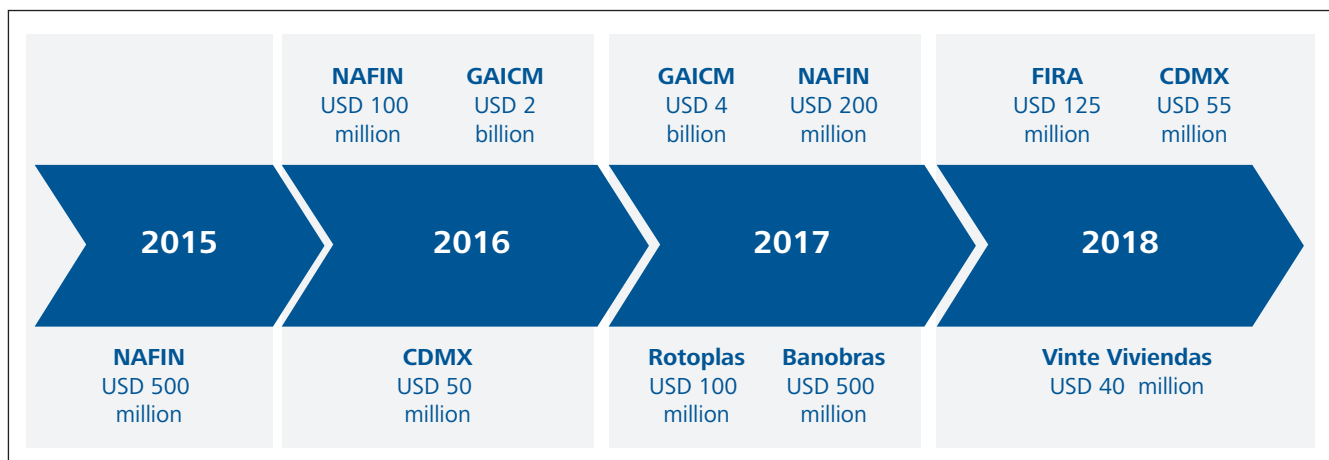 NAFIN
USD 100
million
GAICM
USD 2
billion
GAICM
USD 4
billion
NAFIN
USD 200
million
FIRA
USD 125
million
CDMX
USD 55
million
2015
2016
2017
2018
NAFIN
USD 500
million
CDMX
USD 50
million
Rotoplas
USD 100
million
Banobras
USD 500
million
Vinte Viviendas
USD 40 million